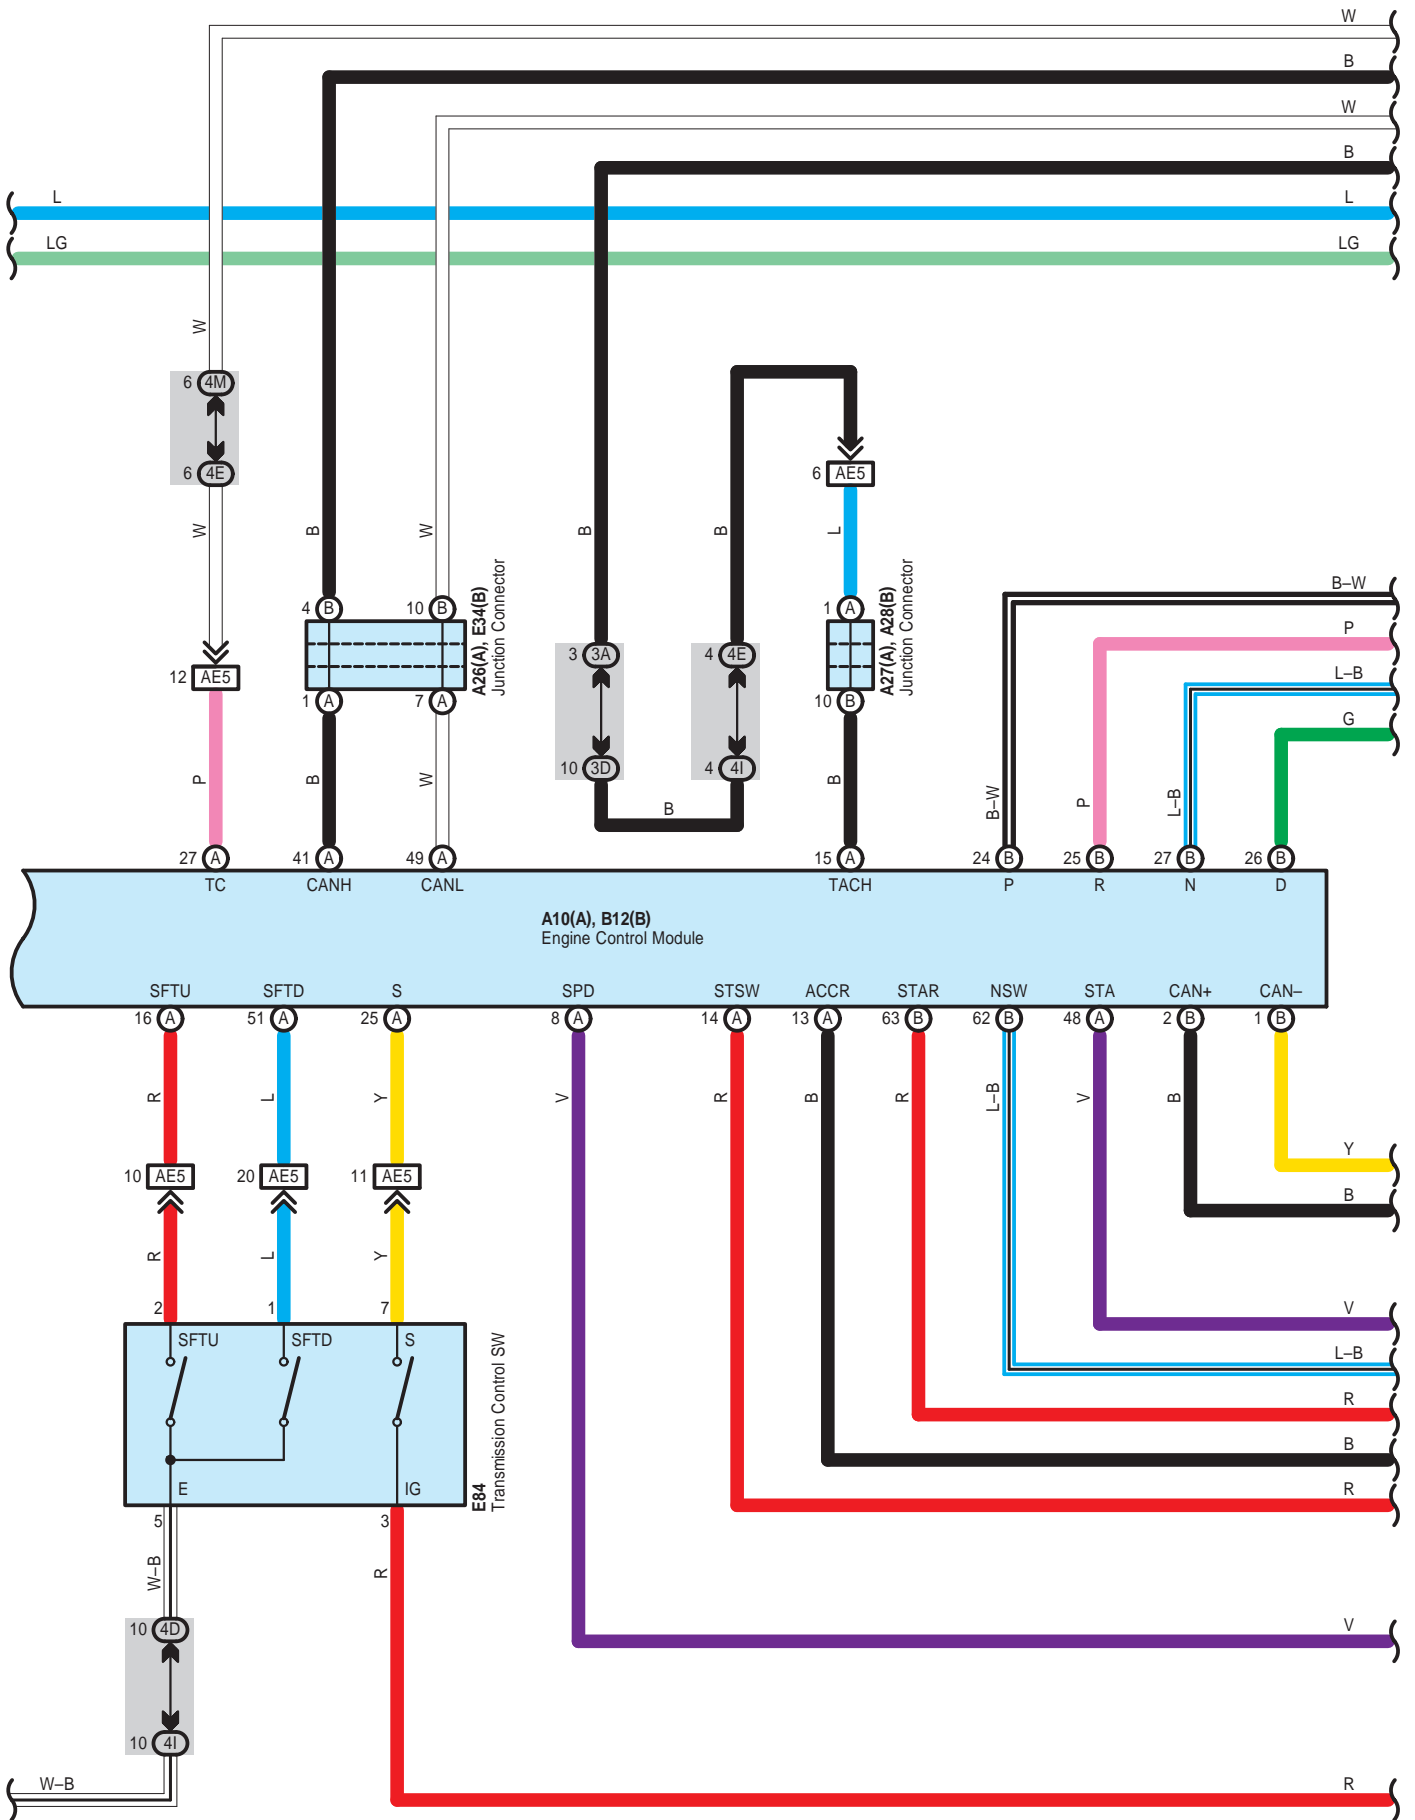 W
B
W
B
L
L
LG
LG
W
6 4M
6 4E
6 AE5
W
B
W
B
B
L
4 B
10 B
A26(A), E34(B)
Junction Connector
1 A
A27(A), A28(B)
Junction Connector
B–W
P
L–B
G
12 AE5
3 3A
4 4E
1 A
7 A
10 B
10 3D
4 4I
P
B
W
B
B
B–W
P
L–B
27 A
41 A
49 A
15 A
24 B
25 B
27 B
26 B
TC
CANH
CANL
TACH
P
R
N
D
A10(A), B12(B)
Engine Control Module
SFTU
SFTD
S
SPD
STSW
ACCR
STAR
NSW
STA
CAN+
CAN–
16 A
51 A
25 A
8 A
14 A
13 A
63 B
62 B
48 A
2 B
1 B
R
L
Y
V
R
B
R
L–B
V
B
Y
B
10 AE5
20 AE5
11 AE5
R
L
Y
2
1
7
V
L–B
R
B
R
SFTU
SFTD
S
E
IG
E84
Transmission Control SW
5
3
W–B
R
10 4D
V
10 4I
W–B
R